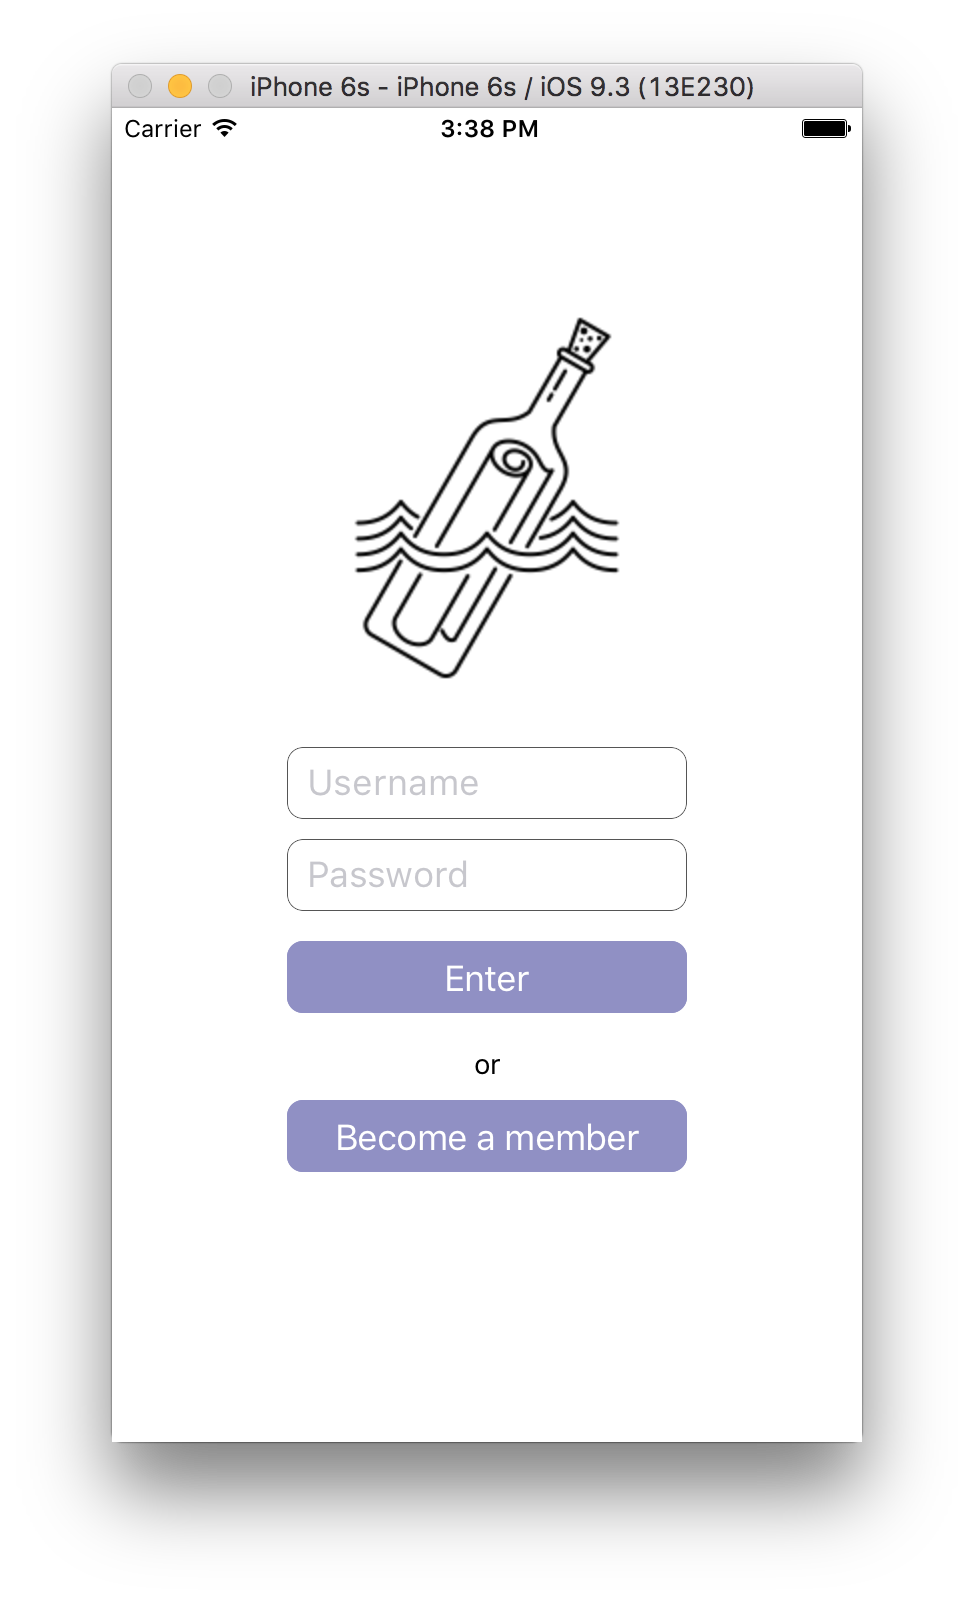 iPhone 6s - iPhone 6s / iOS 9.3 (13E230)
Carrier 3:38 PM
Username
Password
Enter
or
Become a member